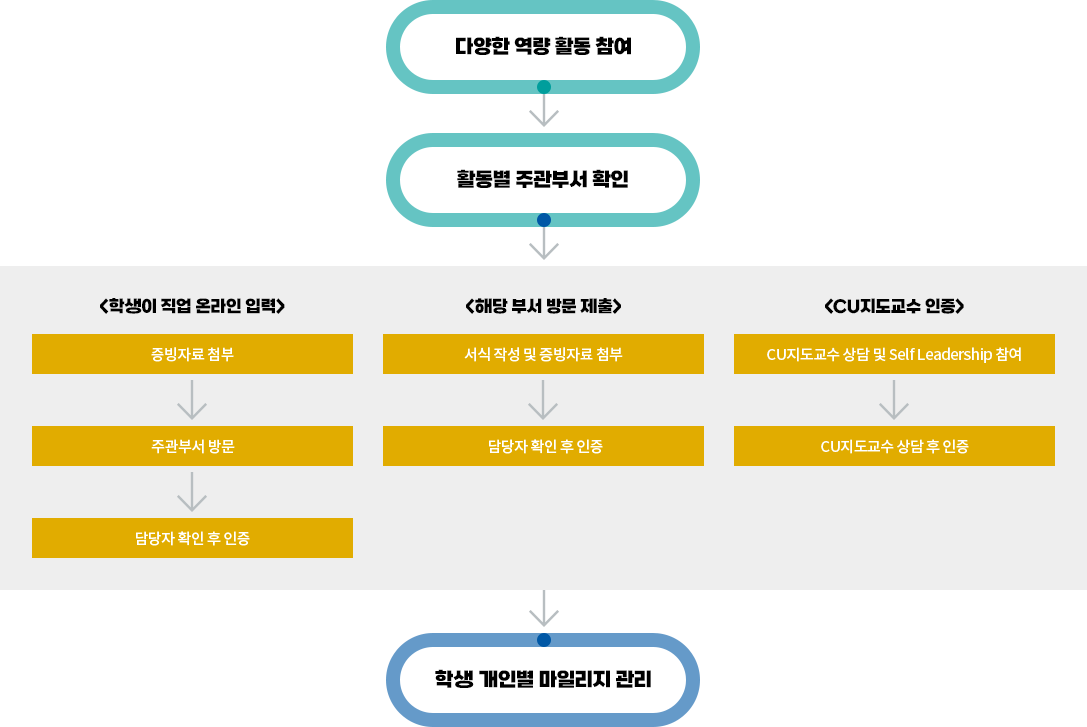 다양한 역량 활동 참여
활동별 주관부서 확인
<학생이 직업 온라인 입력>
증빙자료 첨부
주관부서 방문
담당자 확인 후 인증
<해당 부서 방문 제출>
서식 작성 및 증빙자료 첨부
담당자 확인 후 인증
<CU지도교수 인증>
CU지도교수 상담 및 Self Leadership 참여
CU지도교수 상담 후 인증
학생 개인별 마일리지 관리